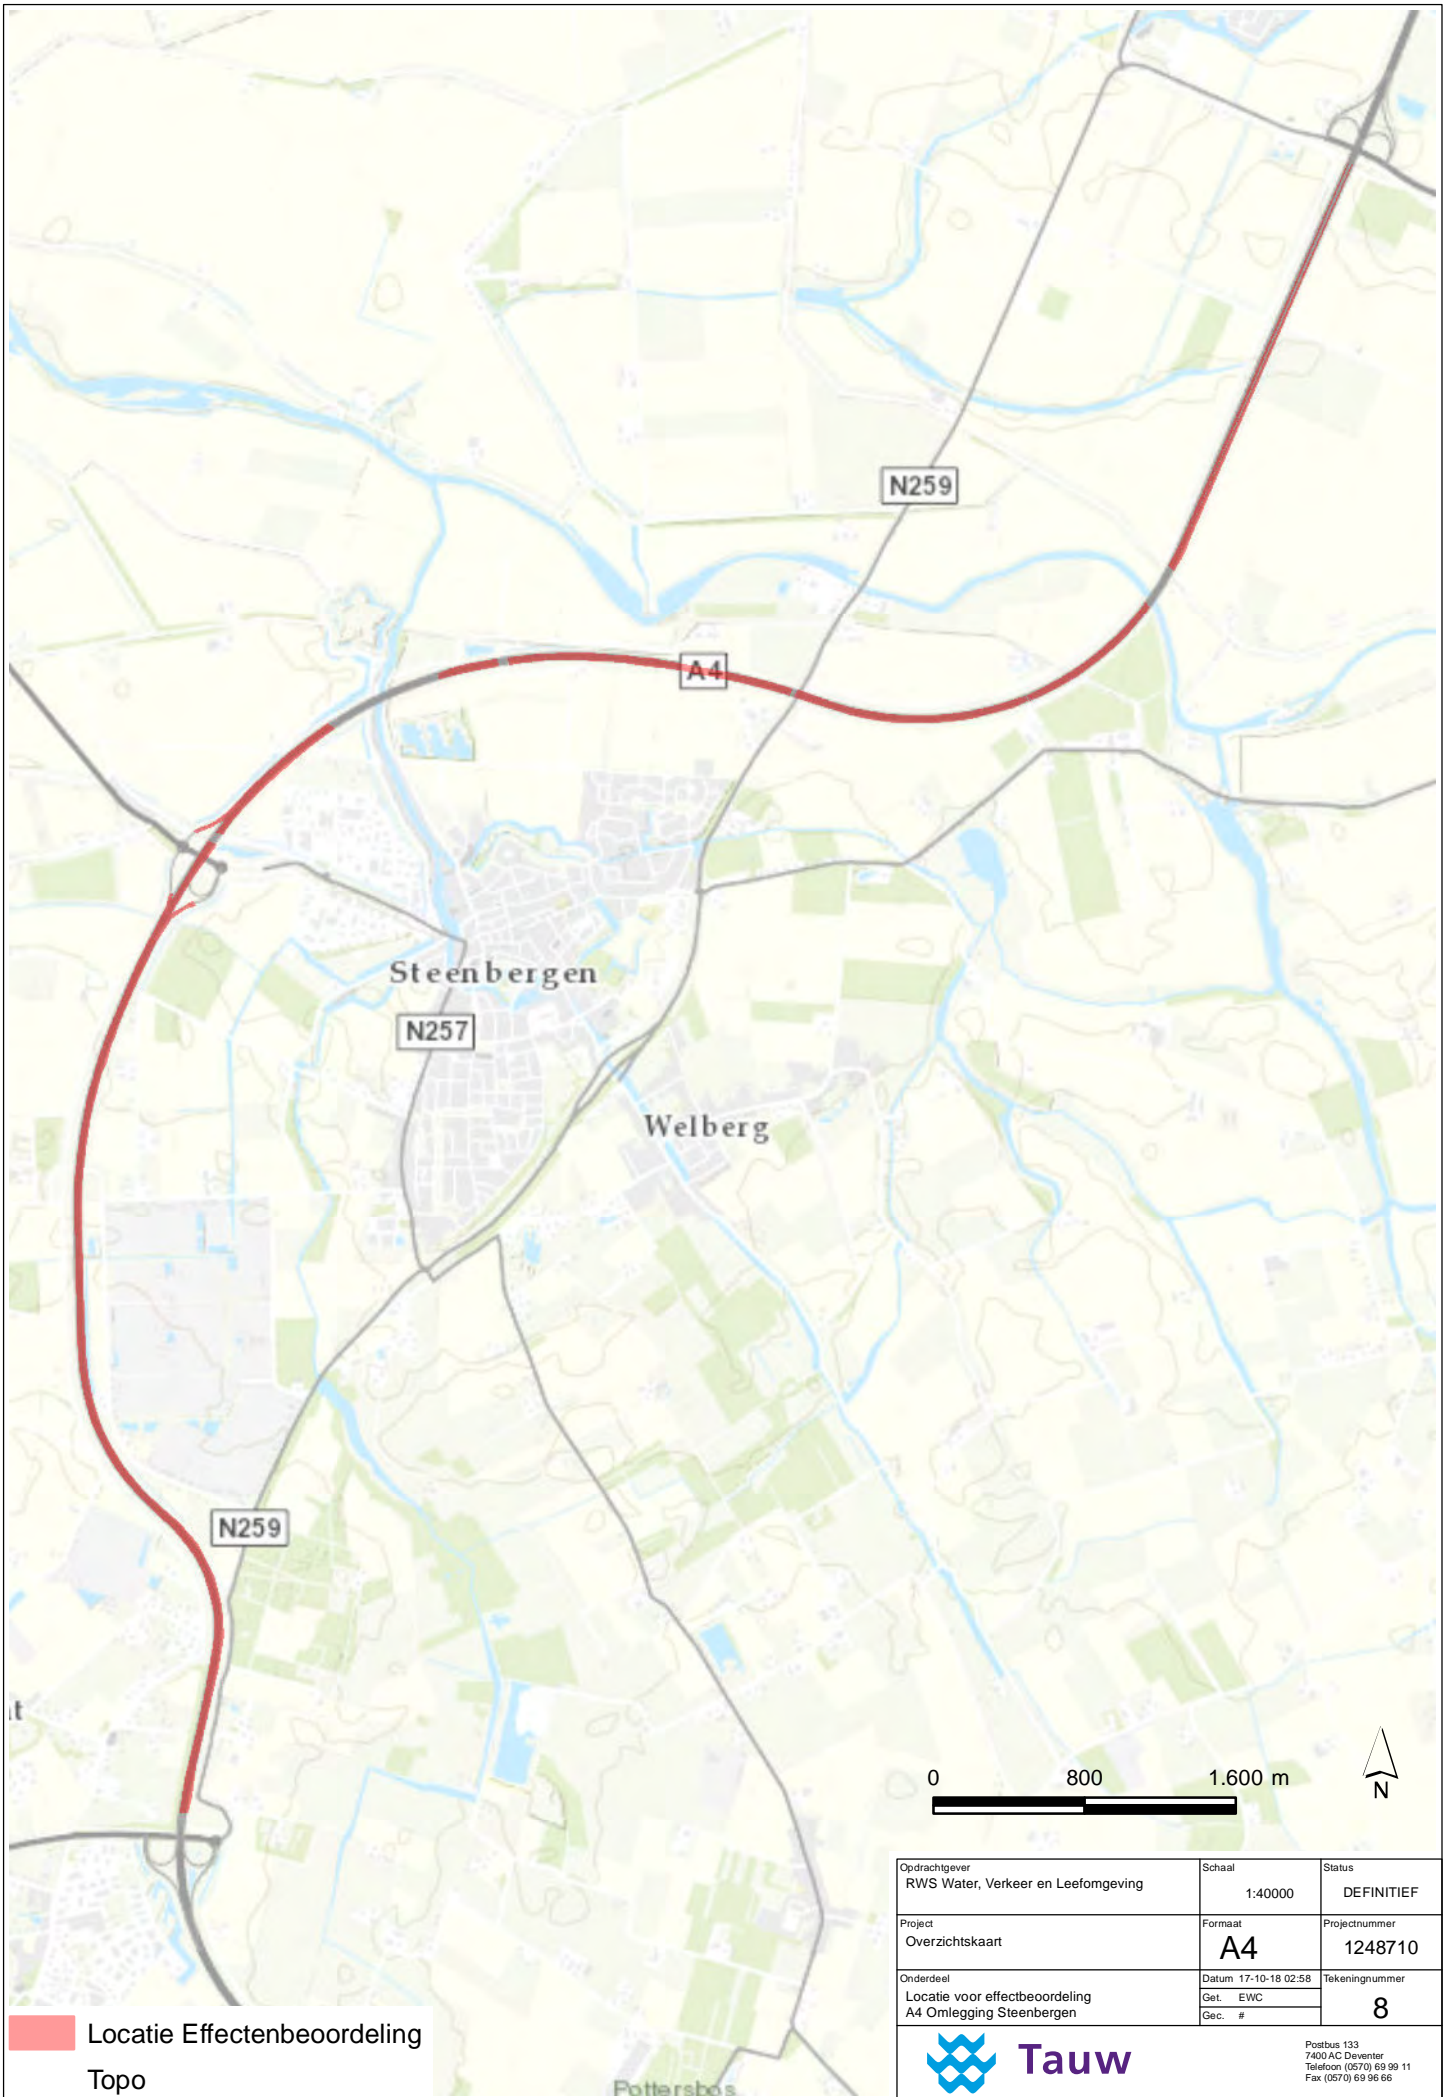 N259
A4
Steenbergen
N257
Welberg
N259
t
0 800 1.600 m
N
Opdrachtgever
RWS Water, Verkeer en Leefomgeving
Schaal
1:40000
Status
DEFINITIEF
Project
Overzichtskaart
Formaat
A4
Projectnummer
1248710
Onderdeel
Locatie voor effectbeoordeling
A4 Omlegging Steenbergen
Datum 17-10-18 02:58
Get. EWC
Gec. #
Tekeningnummer
8
Tauw
Postbus 133
7400 AC Deventer
Telefoon (0570) 69 99 11
Fax (0570) 69 96 66
Locatie Effectenbeoordeling
Topo
Pottersbos